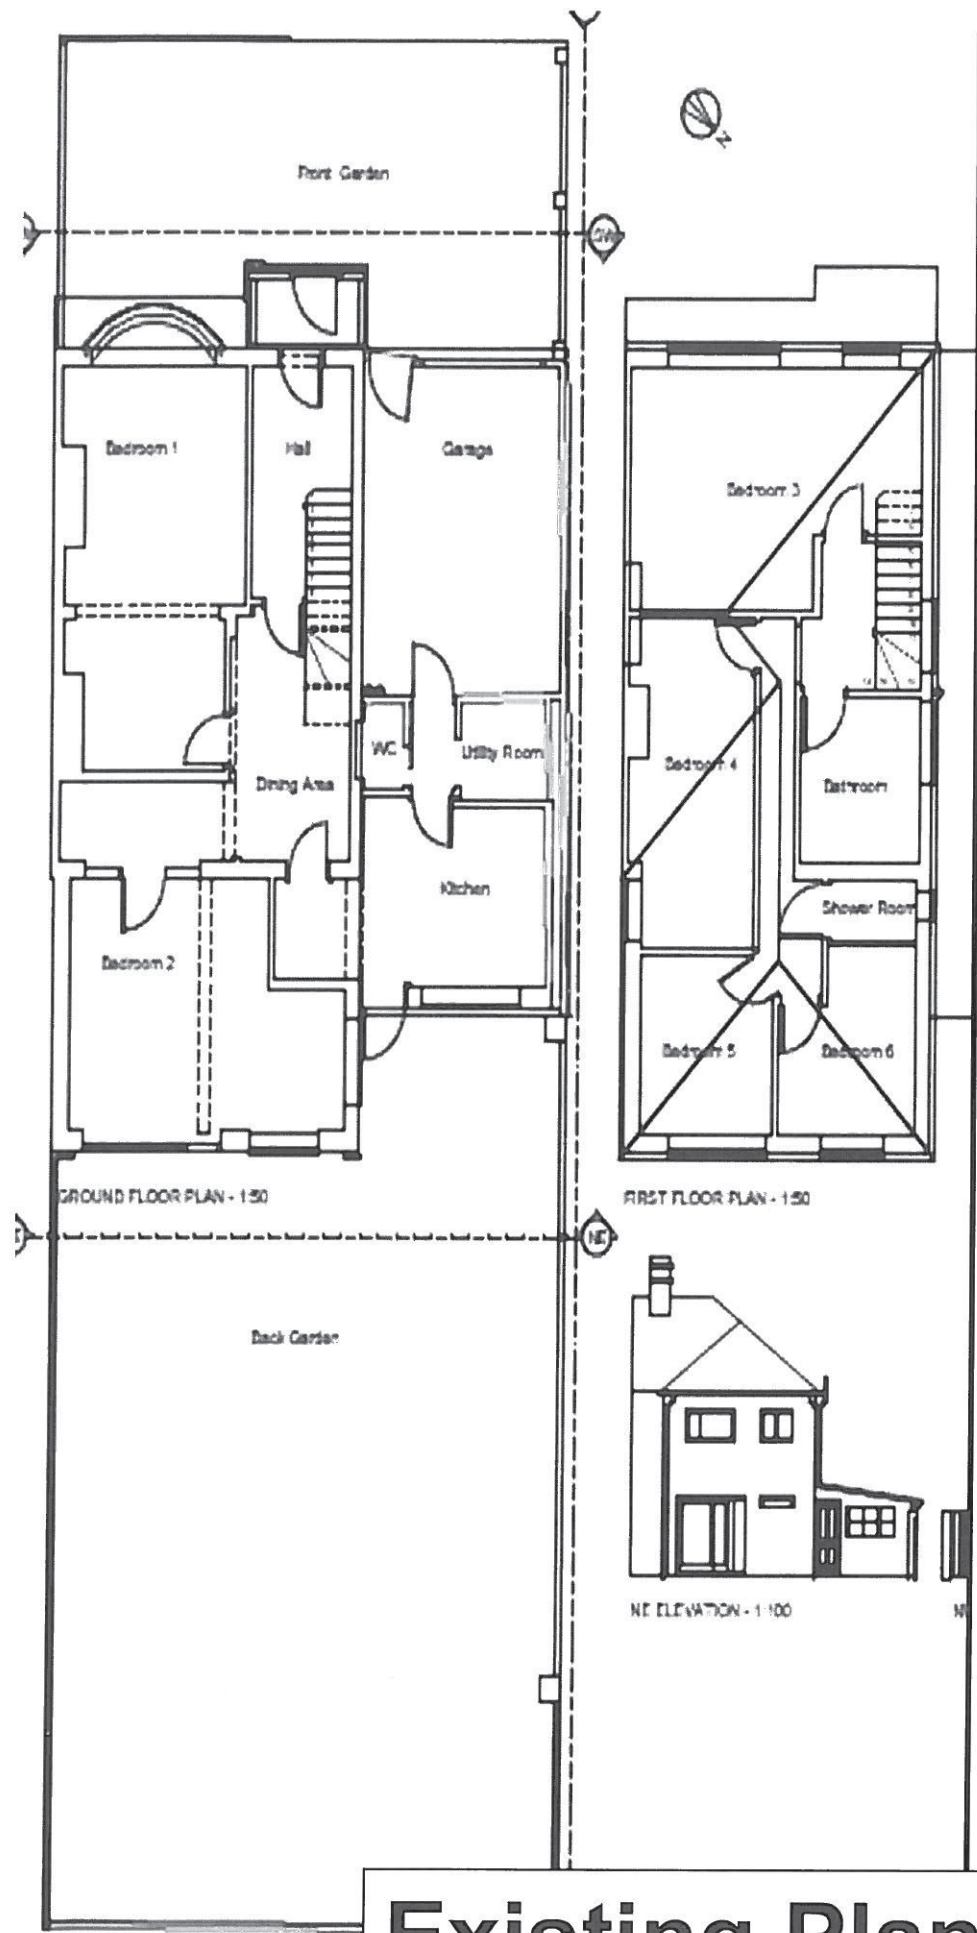 Front Garden
N
SW
Bedroom 1
Hall
Garage
Bedroom 3
WC
Utility Room
Dining Area
Bedroom 4
Bathroom
Kitchen
Shower Room
Bedroom 2
Bedroom 5
Bedroom 6
GROUND FLOOR PLAN - 1:50
FIRST FLOOR PLAN - 1:50
NE
Back Garden
NE ELEVATION - 1:100
Existing Plan